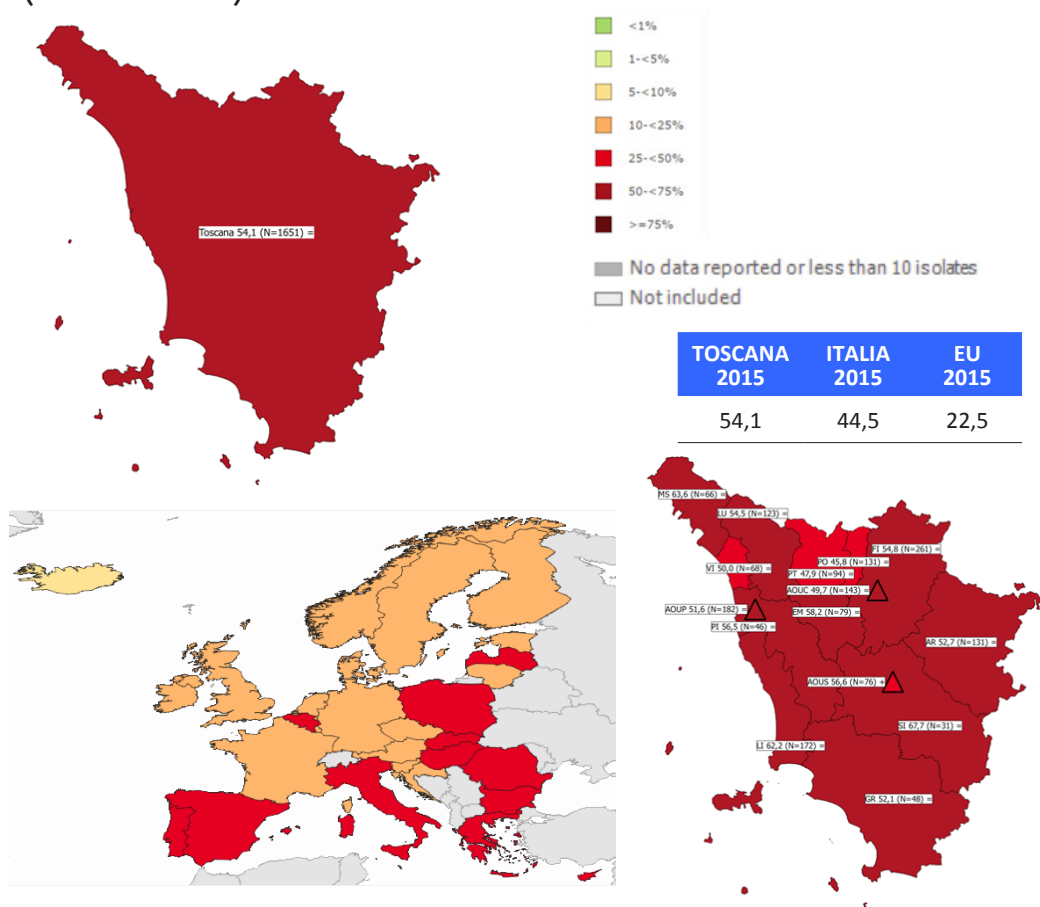 <1%
1-<5%
5-<10%
10-<25%
25-<50%
50-<75%
>=75%
No data reported or less than 10 isolates
Not included
Toscana 54,1 (N=1651) =
TOSCANA
2015
ITALIA
2015
EU
2015
54,1
44,5
22,5
MS 63,6 (N=66) =
LU 54,5 (N=123) =
FI 54,8 (N=261) =
PO 45,8 (N=131) =
VI 50,0 (N=68) =
PT 47,9 (N=94) =
AOUC 49,7 (N=143) =
AOUP 51,6 (N=182) =
EM 58,2 (N=79) =
PI 56,5 (N=46) =
AR 52,7 (N=131) =
AOUS 56,6 (N=76) +
SI 67,7 (N=31) =
LI 62,2 (N=172) =
GR 52,1 (N=48) =